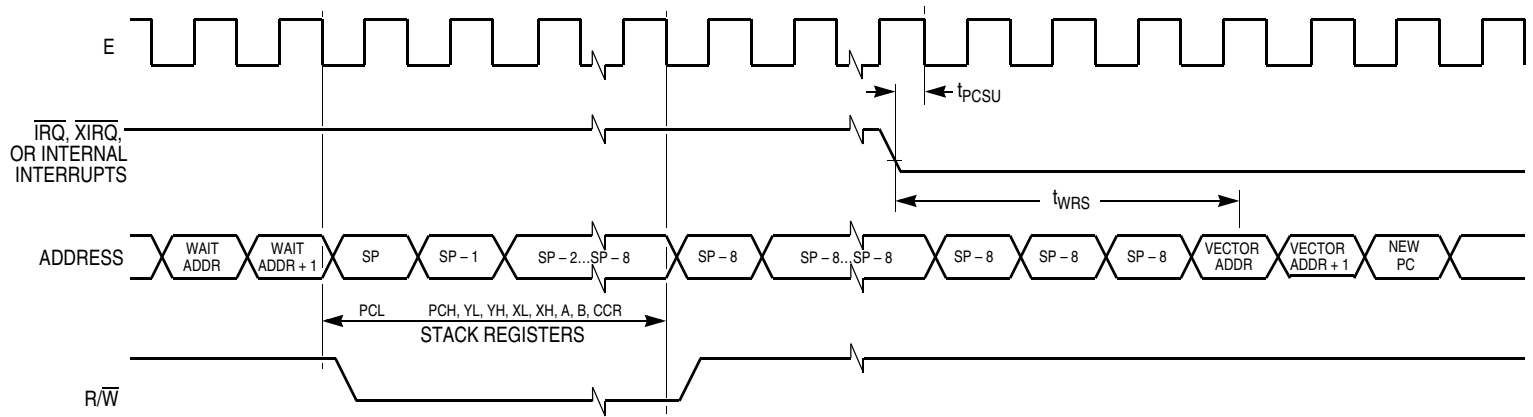 E
t_PCSU
IRQ, XIRQ,
OR INTERNAL
INTERRUPTS
t_WRS
ADDRESS
WAIT
ADDR
WAIT
ADDR + 1
SP
SP – 1
SP – 2...SP – 8
SP – 8
SP – 8...SP – 8
SP – 8
SP – 8
SP – 8
VECTOR
ADDR
VECTOR
ADDR + 1
NEW
PC
PCL
PCH, YL, YH, XL, XH, A, B, CCR
STACK REGISTERS
R/W